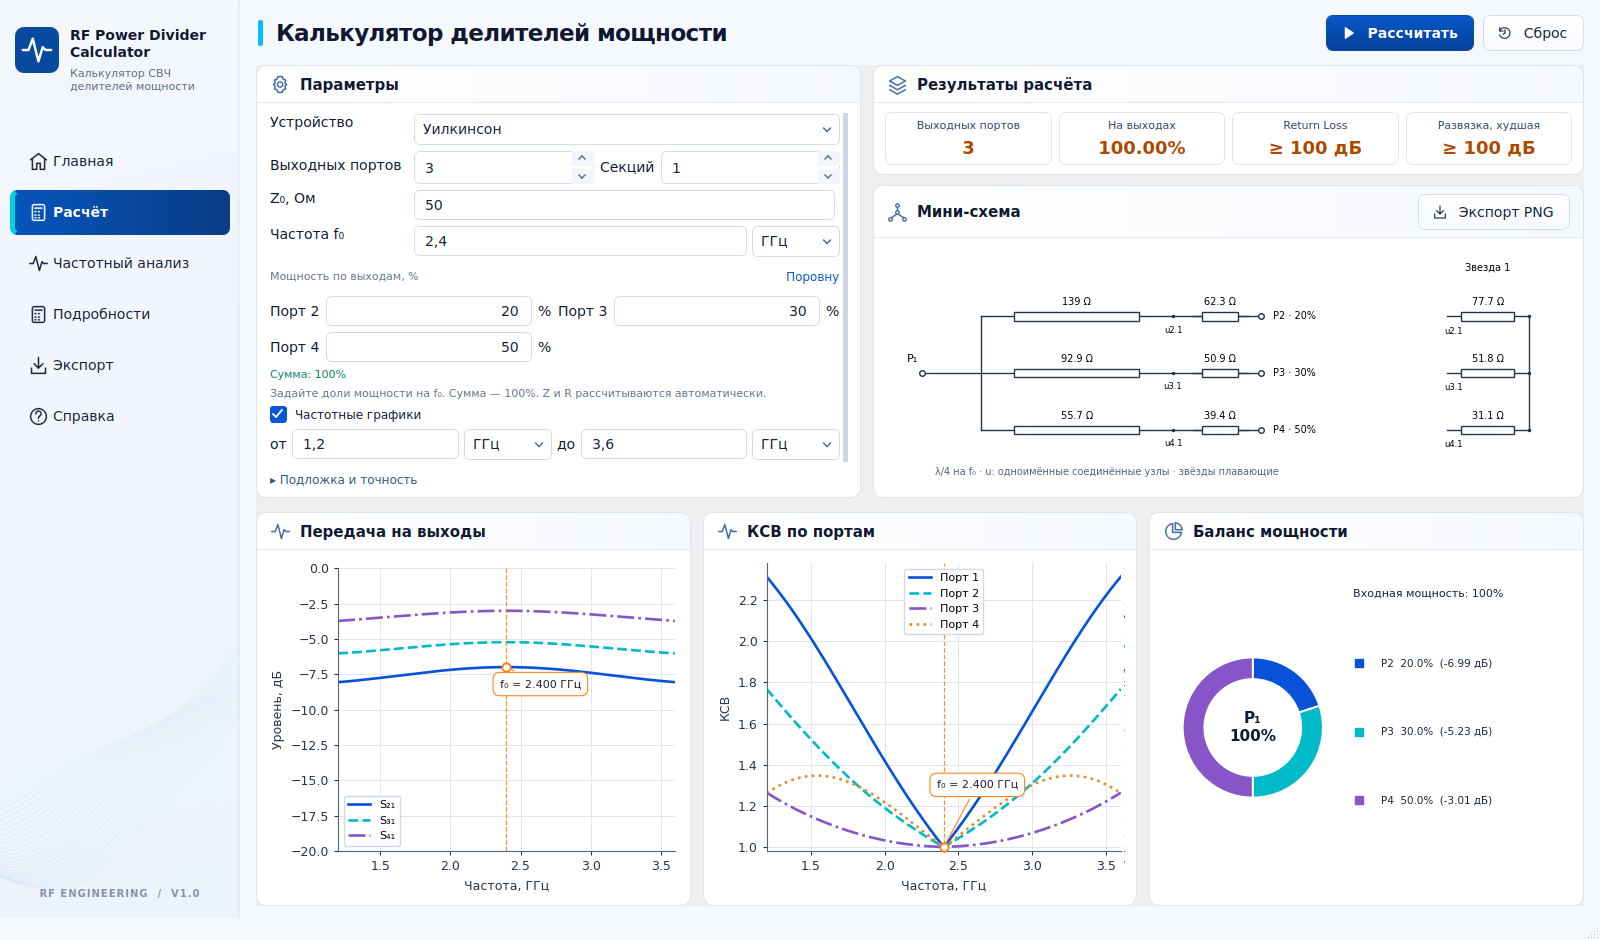 RF Power Divider
Calculator
Калькулятор СВЧ
делителей мощности
Главная
Расчёт
Частотный анализ
Подробности
Экспорт
Справка
RF ENGINEERING / V1.0
Калькулятор делителей мощности
Рассчитать
Сброс
Параметры
Устройство
Уилкинсон
Выходных портов
3
Секций
1
Z₀, Ом
50
Частота f₀
2,4
ГГц
Мощность по выходам, %
Поровну
Порт 2
20
%
Порт 3
30
%
Порт 4
50
%
Сумма: 100%
Задайте доли мощности на f₀. Сумма — 100%. Z и R рассчитываются автоматически.
Частотные графики
от
1,2
ГГц
до
3,6
ГГц
▸ Подложка и точность
Результаты расчёта
Выходных портов
3
На выходах
100.00%
Return Loss
≥ 100 дБ
Развязка, худшая
≥ 100 дБ
Мини-схема
Экспорт PNG
Звезда 1
139 Ω
62.3 Ω
77.7 Ω
P2 · 20%
u2.1
u2.1
P₁
92.9 Ω
50.9 Ω
51.8 Ω
P3 · 30%
u3.1
u3.1
55.7 Ω
39.4 Ω
31.1 Ω
P4 · 50%
u4.1
u4.1
λ/4 на f₀ · u: одноимённые соединённые узлы · звёзды плавающие
Передача на выходы
Уровень, дБ
0.0
−2.5
−5.0
−7.5
−10.0
−12.5
−15.0
−17.5
−20.0
f₀ = 2.400 ГГц
S₂₁
S₃₁
S₄₁
1.5
2.0
2.5
3.0
3.5
Частота, ГГц
КСВ по портам
КСВ
Порт 1
Порт 2
Порт 3
Порт 4
2.2
2.0
1.8
1.6
1.4
1.2
1.0
f₀ = 2.400 ГГц
1.5
2.0
2.5
3.0
3.5
Частота, ГГц
Баланс мощности
Входная мощность: 100%
P₁
100%
P2 20.0% (-6.99 дБ)
P3 30.0% (-5.23 дБ)
P4 50.0% (-3.01 дБ)